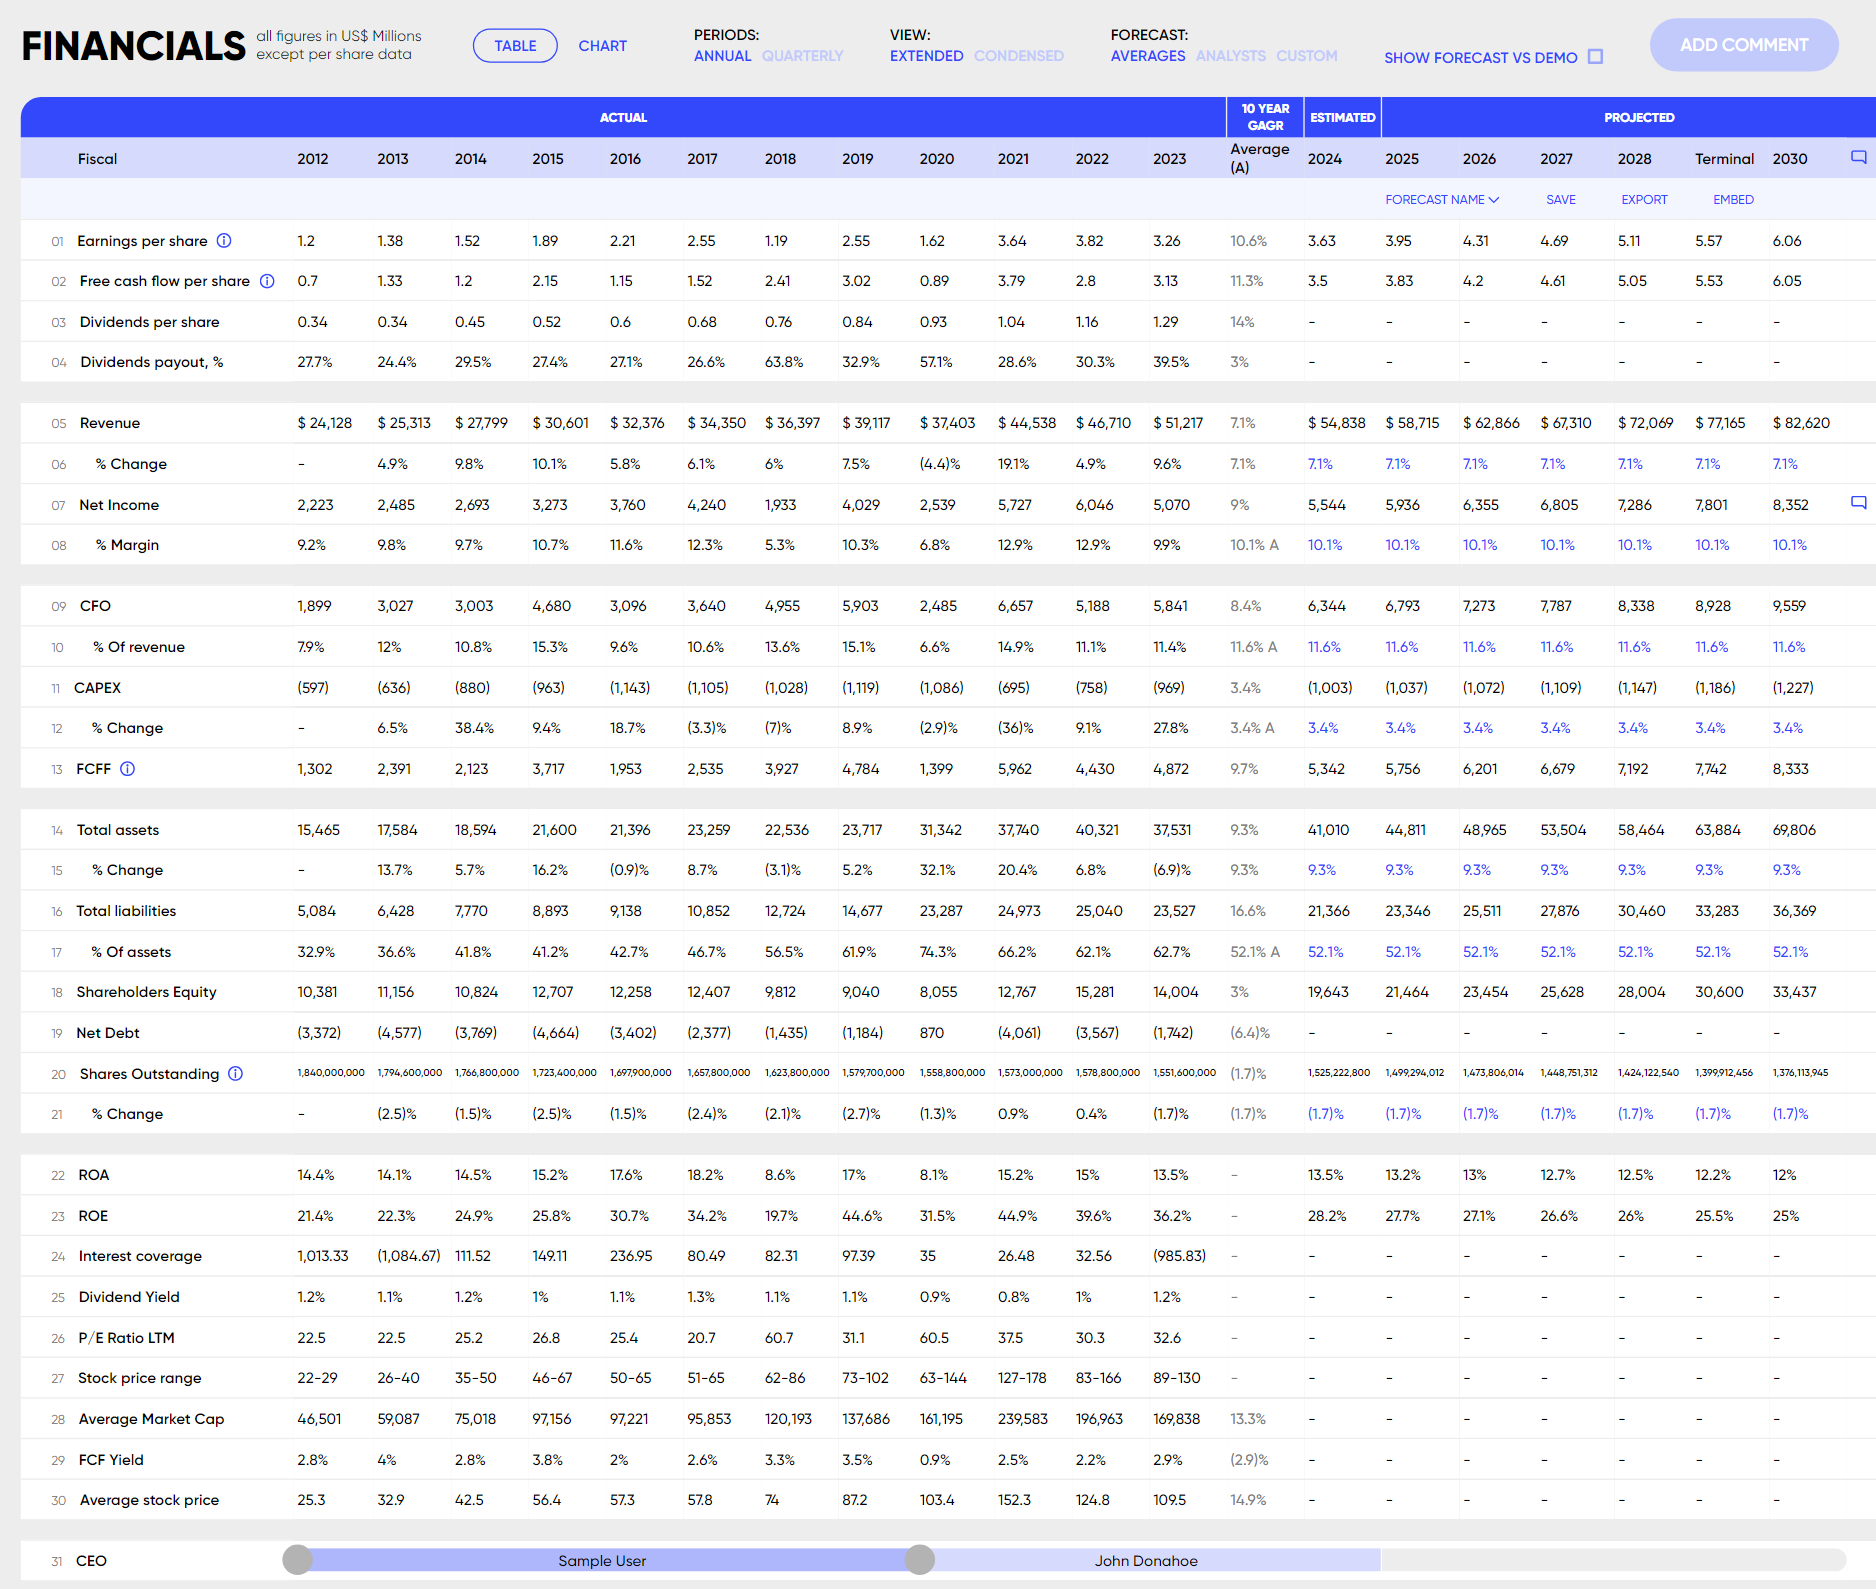 FINANCIALS
all figures in US$ Millions
except per share data
TABLE CHART
PERIODS:
ANNUAL QUARTERLY
VIEW:
EXTENDED CONDENSED
FORECAST:
AVERAGES ANALYSTS CUSTOM
SHOW FORECAST VS DEMO
ADD COMMENT
ACTUAL 10 YEAR GAGR ESTIMATED PROJECTED
Fiscal 2012 2013 2014 2015 2016 2017 2018 2019 2020 2021 2022 2023 Average (A) 2024 2025 2026 2027 2028 Terminal 2030
FORECAST NAME SAVE EXPORT EMBED
01 Earnings per share 1.2 1.38 1.52 1.89 2.21 2.55 1.19 2.55 1.62 3.64 3.82 3.26 10.6% 3.63 3.95 4.31 4.69 5.11 5.57 6.06
02 Free cash flow per share 0.7 1.33 1.2 2.15 1.15 1.52 2.41 3.02 0.89 3.79 2.8 3.13 11.3% 3.5 3.83 4.2 4.61 5.05 5.53 6.05
03 Dividends per share 0.34 0.34 0.45 0.52 0.6 0.68 0.76 0.84 0.93 1.04 1.16 1.29 14% - - - - - - -
04 Dividends payout, % 27.7% 24.4% 29.5% 27.4% 27.1% 26.6% 63.8% 32.9% 57.1% 28.6% 30.3% 39.5% 3% - - - - - - -
05 Revenue $ 24,128 $ 25,313 $ 27,799 $ 30,601 $ 32,376 $ 34,350 $ 36,397 $ 39,117 $ 37,403 $ 44,538 $ 46,710 $ 51,217 7.1% $ 54,838 $ 58,715 $ 62,866 $ 67,310 $ 72,069 $ 77,165 $ 82,620
06 % Change - 4.9% 9.8% 10.1% 5.8% 6.1% 6% 7.5% (4.4)% 19.1% 4.9% 9.6% 7.1% 7.1% 7.1% 7.1% 7.1% 7.1% 7.1% 7.1%
07 Net Income 2,223 2,485 2,693 3,273 3,760 4,240 1,933 4,029 2,539 5,727 6,046 5,070 9% 5,544 5,936 6,355 6,805 7,286 7,801 8,352
08 % Margin 9.2% 9.8% 9.7% 10.7% 11.6% 12.3% 5.3% 10.3% 6.8% 12.9% 12.9% 9.9% 10.1% A 10.1% 10.1% 10.1% 10.1% 10.1% 10.1% 10.1%
09 CFO 1,899 3,027 3,003 4,680 3,096 3,640 4,955 5,903 2,485 6,657 5,188 5,841 8.4% 6,344 6,793 7,273 7,787 8,338 8,928 9,559
10 % Of revenue 7.9% 12% 10.8% 15.3% 9.6% 10.6% 13.6% 15.1% 6.6% 14.9% 11.1% 11.4% 11.6% A 11.6% 11.6% 11.6% 11.6% 11.6% 11.6% 11.6%
11 CAPEX (597) (636) (880) (963) (1,143) (1,105) (1,028) (1,119) (1,086) (695) (758) (969) 3.4% (1,003) (1,037) (1,072) (1,109) (1,147) (1,186) (1,227)
12 % Change - 6.5% 38.4% 9.4% 18.7% (3.3)% (7)% 8.9% (2.9)% (36)% 9.1% 27.8% 3.4% A 3.4% 3.4% 3.4% 3.4% 3.4% 3.4% 3.4%
13 FCFF 1,302 2,391 2,123 3,717 1,953 2,535 3,927 4,784 1,399 5,962 4,430 4,872 9.7% 5,342 5,756 6,201 6,679 7,192 7,742 8,333
14 Total assets 15,465 17,584 18,594 21,600 21,396 23,259 22,536 23,717 31,342 37,740 40,321 37,531 9.3% 41,010 44,811 48,965 53,504 58,464 63,884 69,806
15 % Change - 13.7% 5.7% 16.2% (0.9)% 8.7% (3.1)% 5.2% 32.1% 20.4% 6.8% (6.9)% 9.3% 9.3% 9.3% 9.3% 9.3% 9.3% 9.3% 9.3%
16 Total liabilities 5,084 6,428 7,770 8,893 9,138 10,852 12,724 14,677 23,287 24,973 25,040 23,527 16.6% 21,366 23,346 25,511 27,876 30,460 33,283 36,369
17 % Of assets 32.9% 36.6% 41.8% 41.2% 42.7% 46.7% 56.5% 61.9% 74.3% 66.2% 62.1% 62.7% 52.1% A 52.1% 52.1% 52.1% 52.1% 52.1% 52.1% 52.1%
18 Shareholders Equity 10,381 11,156 10,824 12,707 12,258 12,407 9,812 9,040 8,055 12,767 15,281 14,004 3% 19,643 21,464 23,454 25,628 28,004 30,600 33,437
19 Net Debt (3,372) (4,577) (3,769) (4,664) (3,402) (2,377) (1,435) (1,184) 870 (4,061) (3,567) (1,742) (6.4)% - - - - - - -
20 Shares Outstanding 1,840,000,000 1,794,600,000 1,766,800,000 1,723,400,000 1,697,900,000 1,657,800,000 1,623,800,000 1,579,700,000 1,558,800,000 1,573,000,000 1,578,800,000 1,551,600,000 (1.7)% 1,525,222,800 1,499,294,012 1,473,806,014 1,448,751,312 1,424,122,540 1,399,912,456 1,376,113,945
21 % Change - (2.5)% (1.5)% (2.5)% (1.5)% (2.4)% (2.1)% (2.7)% (1.3)% 0.9% 0.4% (1.7)% (1.7)% (1.7)% (1.7)% (1.7)% (1.7)% (1.7)% (1.7)% (1.7)%
22 ROA 14.4% 14.1% 14.5% 15.2% 17.6% 18.2% 8.6% 17% 8.1% 15.2% 15% 13.5% - 13.5% 13.2% 13% 12.7% 12.5% 12.2% 12%
23 ROE 21.4% 22.3% 24.9% 25.8% 30.7% 34.2% 19.7% 44.6% 31.5% 44.9% 39.6% 36.2% - 28.2% 27.7% 27.1% 26.6% 26% 25.5% 25%
24 Interest coverage 1,013.33 (1,084.67) 111.52 149.11 236.95 80.49 82.31 97.39 35 26.48 32.56 (985.83) - - - - - - - -
25 Dividend Yield 1.2% 1.1% 1.2% 1% 1.1% 1.3% 1.1% 1.1% 0.9% 0.8% 1% 1.2% - - - - - - - -
26 P/E Ratio LTM 22.5 22.5 25.2 26.8 25.4 20.7 60.7 31.1 60.5 37.5 30.3 32.6 - - - - - - - -
27 Stock price range 22-29 26-40 35-50 46-67 50-65 51-65 62-86 73-102 63-144 127-178 83-166 89-130 - - - - - - - -
28 Average Market Cap 46,501 59,087 75,018 97,156 97,221 95,853 120,193 137,686 161,195 239,583 196,963 169,838 13.3% - - - - - - -
29 FCF Yield 2.8% 4% 2.8% 3.8% 2% 2.6% 3.3% 3.5% 0.9% 2.5% 2.2% 2.9% (2.9)% - - - - - - -
30 Average stock price 25.3 32.9 42.5 56.4 57.3 57.8 74 87.2 103.4 152.3 124.8 109.5 14.9% - - - - - - -
31 CEO Sample User John Donahoe